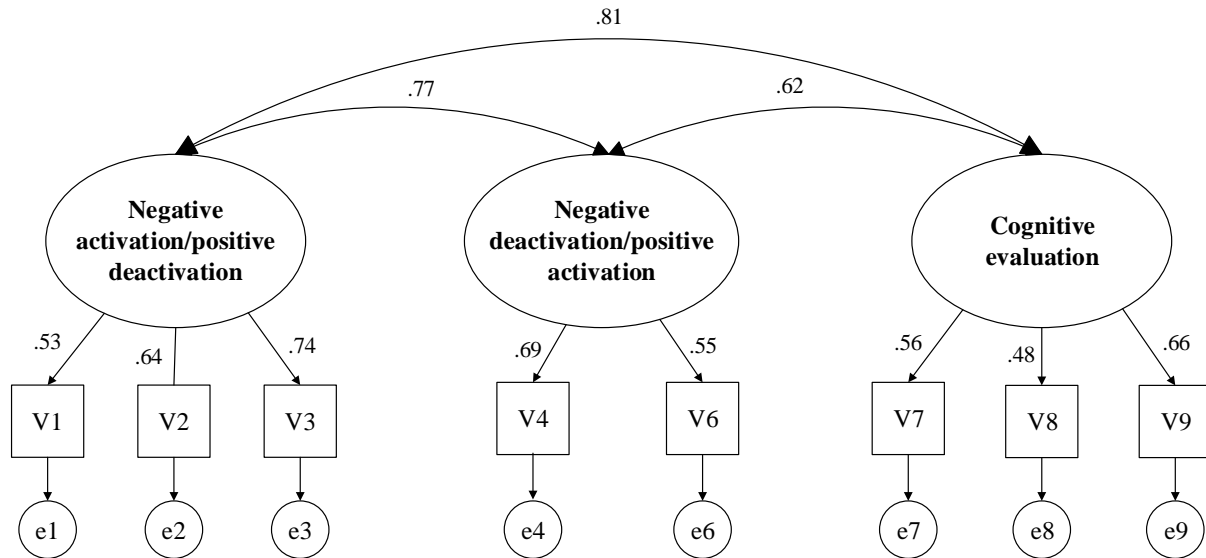 .81
.77
.62
Negative
activation/positive
deactivation
Negative
deactivation/positive
activation
Cognitive
evaluation
.53
.64
.74
.69
.55
.56
.48
.66
V1
V2
V3
V4
V6
V7
V8
V9
e1
e2
e3
e4
e6
e7
e8
e9